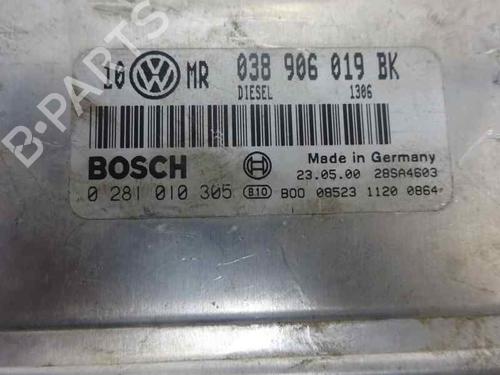 10 VW MR 038 906 019 BK
DIESEL 1306
BOSCH Made in Germany
23.05.00 28SA4603
0 281 010 305 B10 B00 08523 1120 0864
B-PARTS